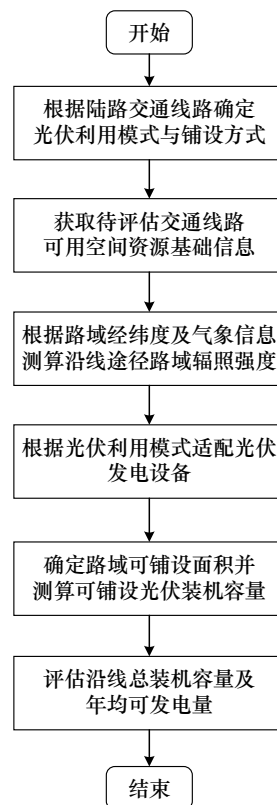 开始
根据陆路交通线路确定
光伏利用模式与铺设方式
获取待评估交通线路
可用空间资源基础信息
根据路域经纬度及气象信息
测算沿线途径路域辐照强度
根据光伏利用模式适配光伏
发电设备
确定路域可铺设面积并
测算可铺设光伏装机容量
评估沿线总装机容量及
年均可发电量
结束